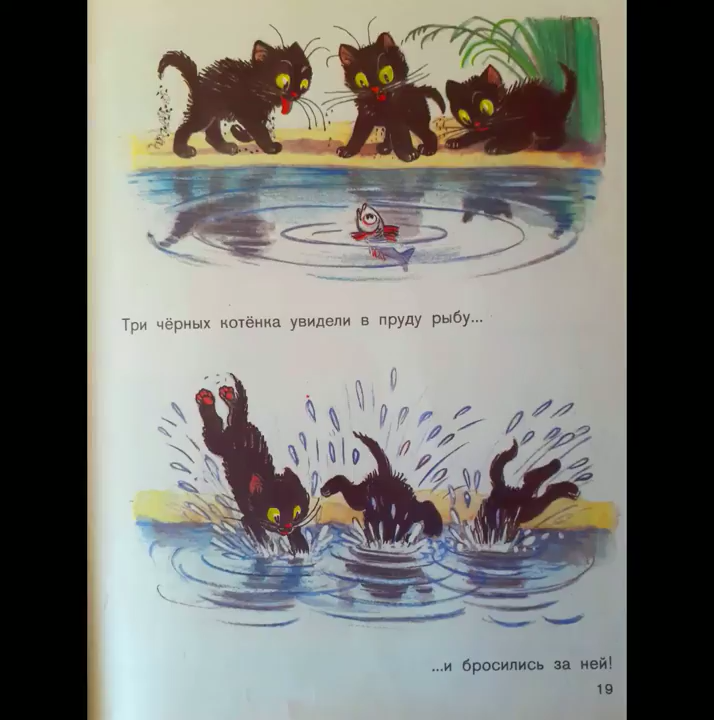 Три чёрных котёнка увидели в пруду рыбу...
...и бросились за ней!
19